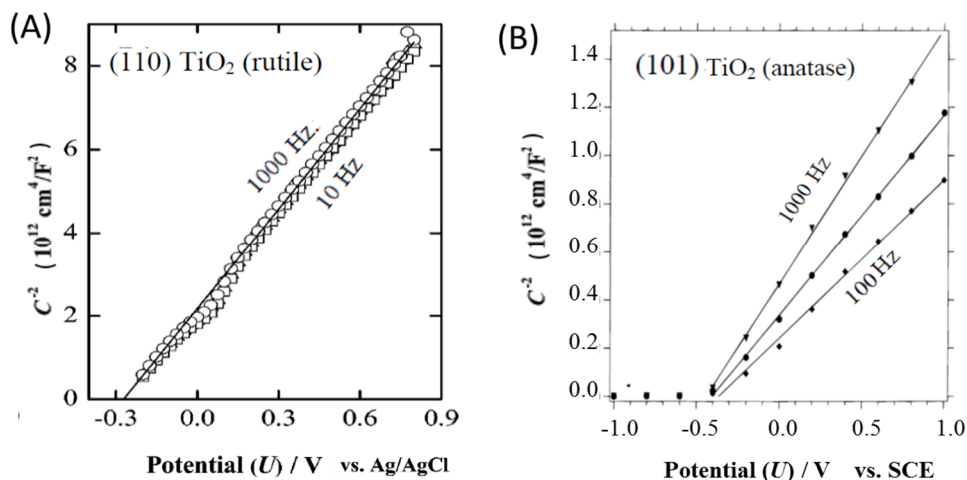 (A)
(110) TiO₂ (rutile)
1000 Hz.
10 Hz
C⁻² (10¹² cm⁴/F²)
8
6
4
2
0
-0.3 0.0 0.3 0.6 0.9
Potential (U) / V vs. Ag/AgCl
(B)
(101) TiO₂ (anatase)
1000 Hz
100 Hz
C⁻² (10¹² cm⁴/F²)
1.4
1.2
1.0
0.8
0.6
0.4
0.2
0.0
-1.0 -0.5 0.0 0.5 1.0
Potential (U) / V vs. SCE